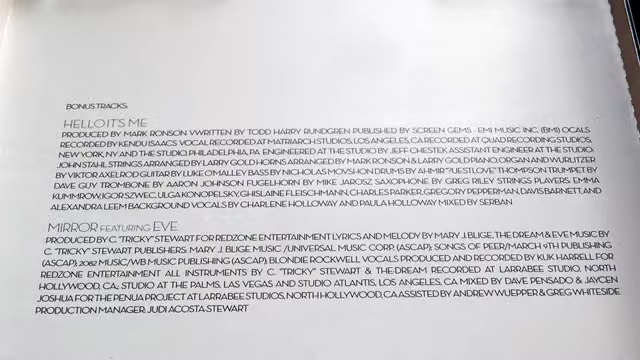 BONUS TRACKS:
HELLO IT'S ME
PRODUCED BY MARK RONSON VWRITTEN BY TODD HARRY RUNDGREN PUBLISHED BY SCREEN GEMS - EMI MUSIC INC. (BMI) OCALS
RECORDED BY KENDU ISAACS VOCAL RECORDED AT MATRIARCH STUDIOS, LOS ANGELES, CA RECORDED AT QUAD RECORDING STUDIOS,
NEW YORK, NY AND THE STUDIO, PHILADELPHIA, PA ENGINEERED AT THE STUDIO BY JEFF CHESTEK ASSISTANT ENGINEER AT THE STUDIO,
JOHN STAHL STRINGS ARRANGED BY LARRY GOLD HORNS ARRANGED BY MARK RONSON & LARRY GOLD PIANO, ORGAN AND WURLITZER
BY VIKTOR AXELROD GUITAR BY LUKE O'MALLEY BASS BY NICHOLAS MOVSHON DRUMS BY AHMIR "?UESTLOVE" THOMPSON TRUMPET BY
DAVE GUY TROMBONE BY AARON JOHNSON FUGELHORN BY MIKE JAROSZ SAXOPHONE BY GREG RILEY STRINGS PLAYERS: EMMA
KUMMROW, IGOR SZWEC, ULGA KONOPELSKY, GHISLAINE FLEISCHMANN, CHARLES PARKER, GREGORY PEPPERMAN, DAVIS BARNETT, AND
ALEXANDRA LEEM BACKGROUND VOCALS BY CHARLENE HOLLOWAY AND PAULA HOLLOWAY MIXED BY SERBAN
MIRROR FEATURING EVE
PRODUCED BY C. "TRICKY" STEWART FOR REDZONE ENTERTAINMENT LYRICS AND MELODY BY MARY J. BLIGE, THE DREAM & EVE MUSIC BY
C. "TRICKY" STEWART PUBLISHERS: MARY J. BLIGE MUSIC /UNIVERSAL MUSIC CORP. (ASCAP); SONGS OF PEER/MARCH 9TH PUBLISHING
(ASCAP); 2082 MUSIC/WB MUSIC PUBLISHING (ASCAP); BLONDIE ROCKWELL VOCALS PRODUCED AND RECORDED BY KUK HARRELL FOR
REDZONE ENTERTAINMENT ALL INSTRUMENTS BY C. "TRICKY" STEWART & THE-DREAM RECORDED AT LARRABEE STUDIO, NORTH
HOLLYWOOD, CA,; STUDIO AT THE PALMS, LAS VEGAS AND STUDIO ATLANTIS, LOS ANGELES, CA MIXED BY DAVE PENSADO & JAYCEN
JOSHUA FOR THE PENUA PROJECT AT LARRABEE STUDIOS, NORTH HOLLYWOOD, CA ASSISTED BY ANDREW WUEPPER & GREG WHITESIDE
PRODUCTION MANAGER: JUDI ACOSTA STEWART